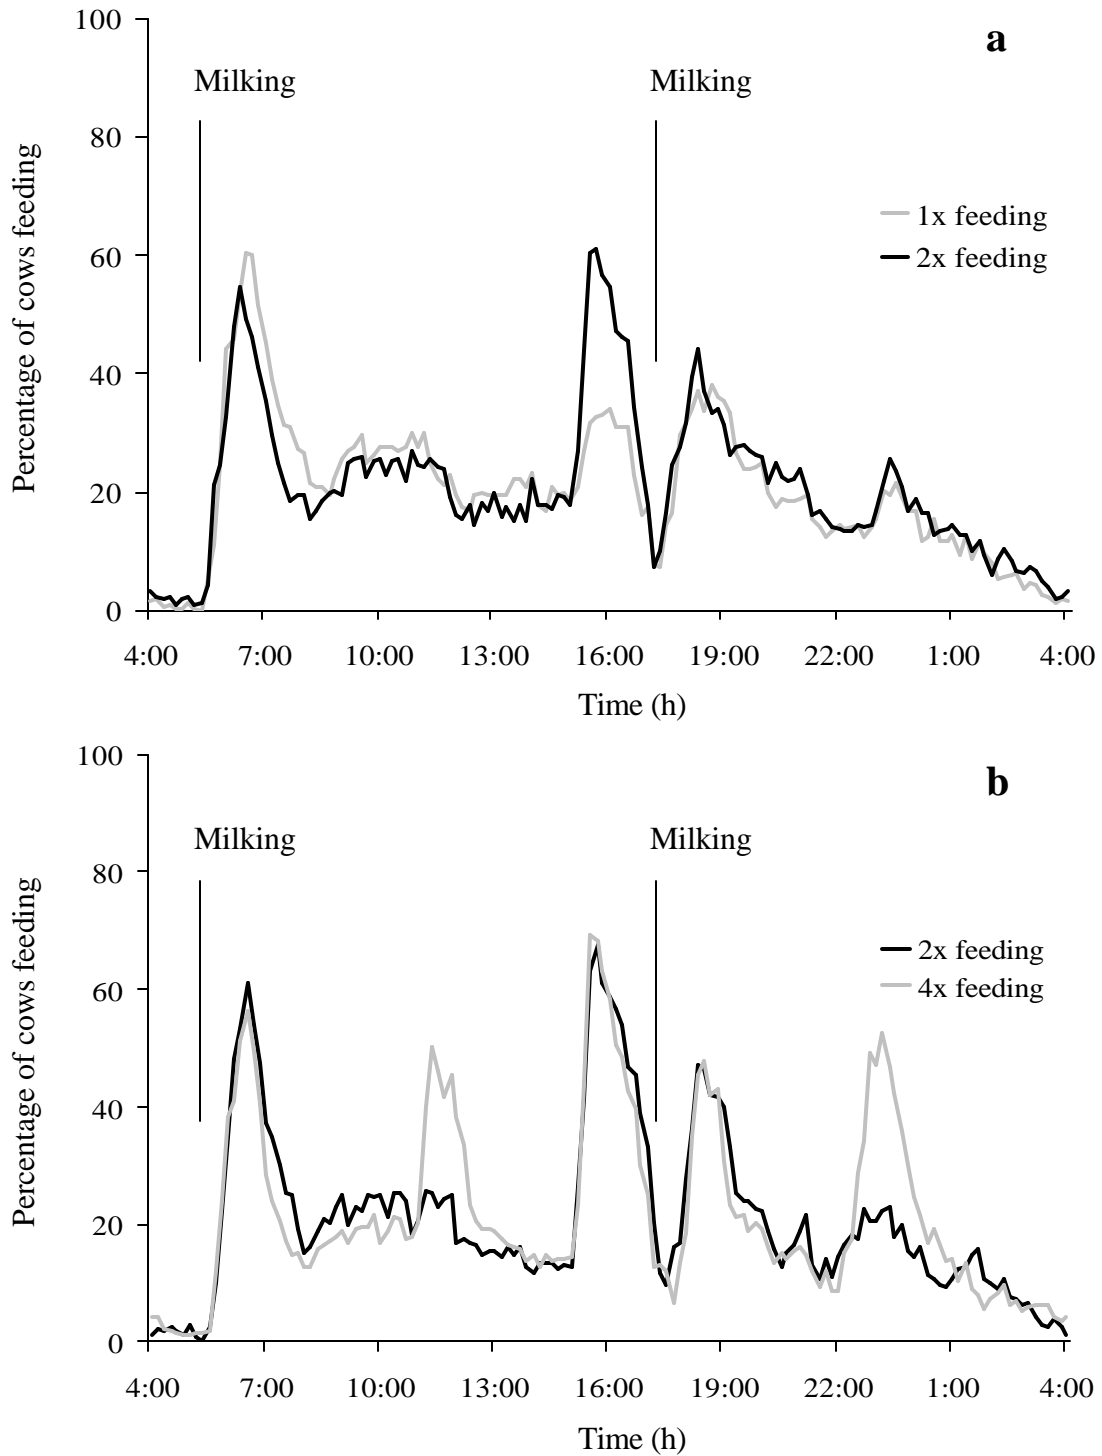 100
a
Milking
Milking
80
1x feeding
60
2x feeding
40
20
0
4:00 7:00 10:00 13:00 16:00 19:00 22:00 1:00 4:00
Time (h)
Percentage of cows feeding
100
b
Milking
Milking
80
2x feeding
60
4x feeding
40
20
0
4:00 7:00 10:00 13:00 16:00 19:00 22:00 1:00 4:00
Time (h)
Percentage of cows feeding